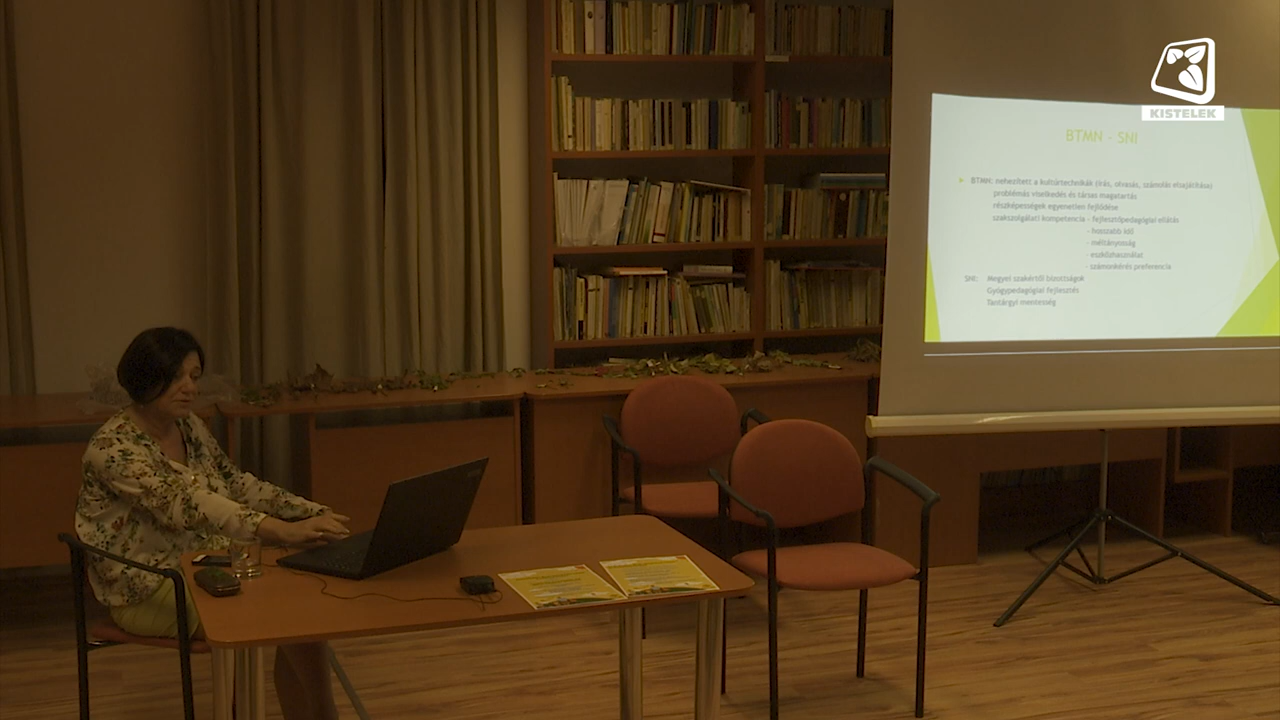 KISTELEK
BTMN - SNI
BTMN: nehezített a kultúrtechnikák (írás, olvasás, számolás elsajátítása)
problémás viselkedés és társas magatartás
részképességek egyenetlen fejlődése
szakszolgálati kompetencia - fejlesztőpedagógiai ellátás
- hosszabb idő
- méltányosság
- eszközhasználat
- számonkérés preferencia
SNI: Megyei szakértői bizottságok
Gyógypedagógiai fejlesztés
Tantárgyi mentesség